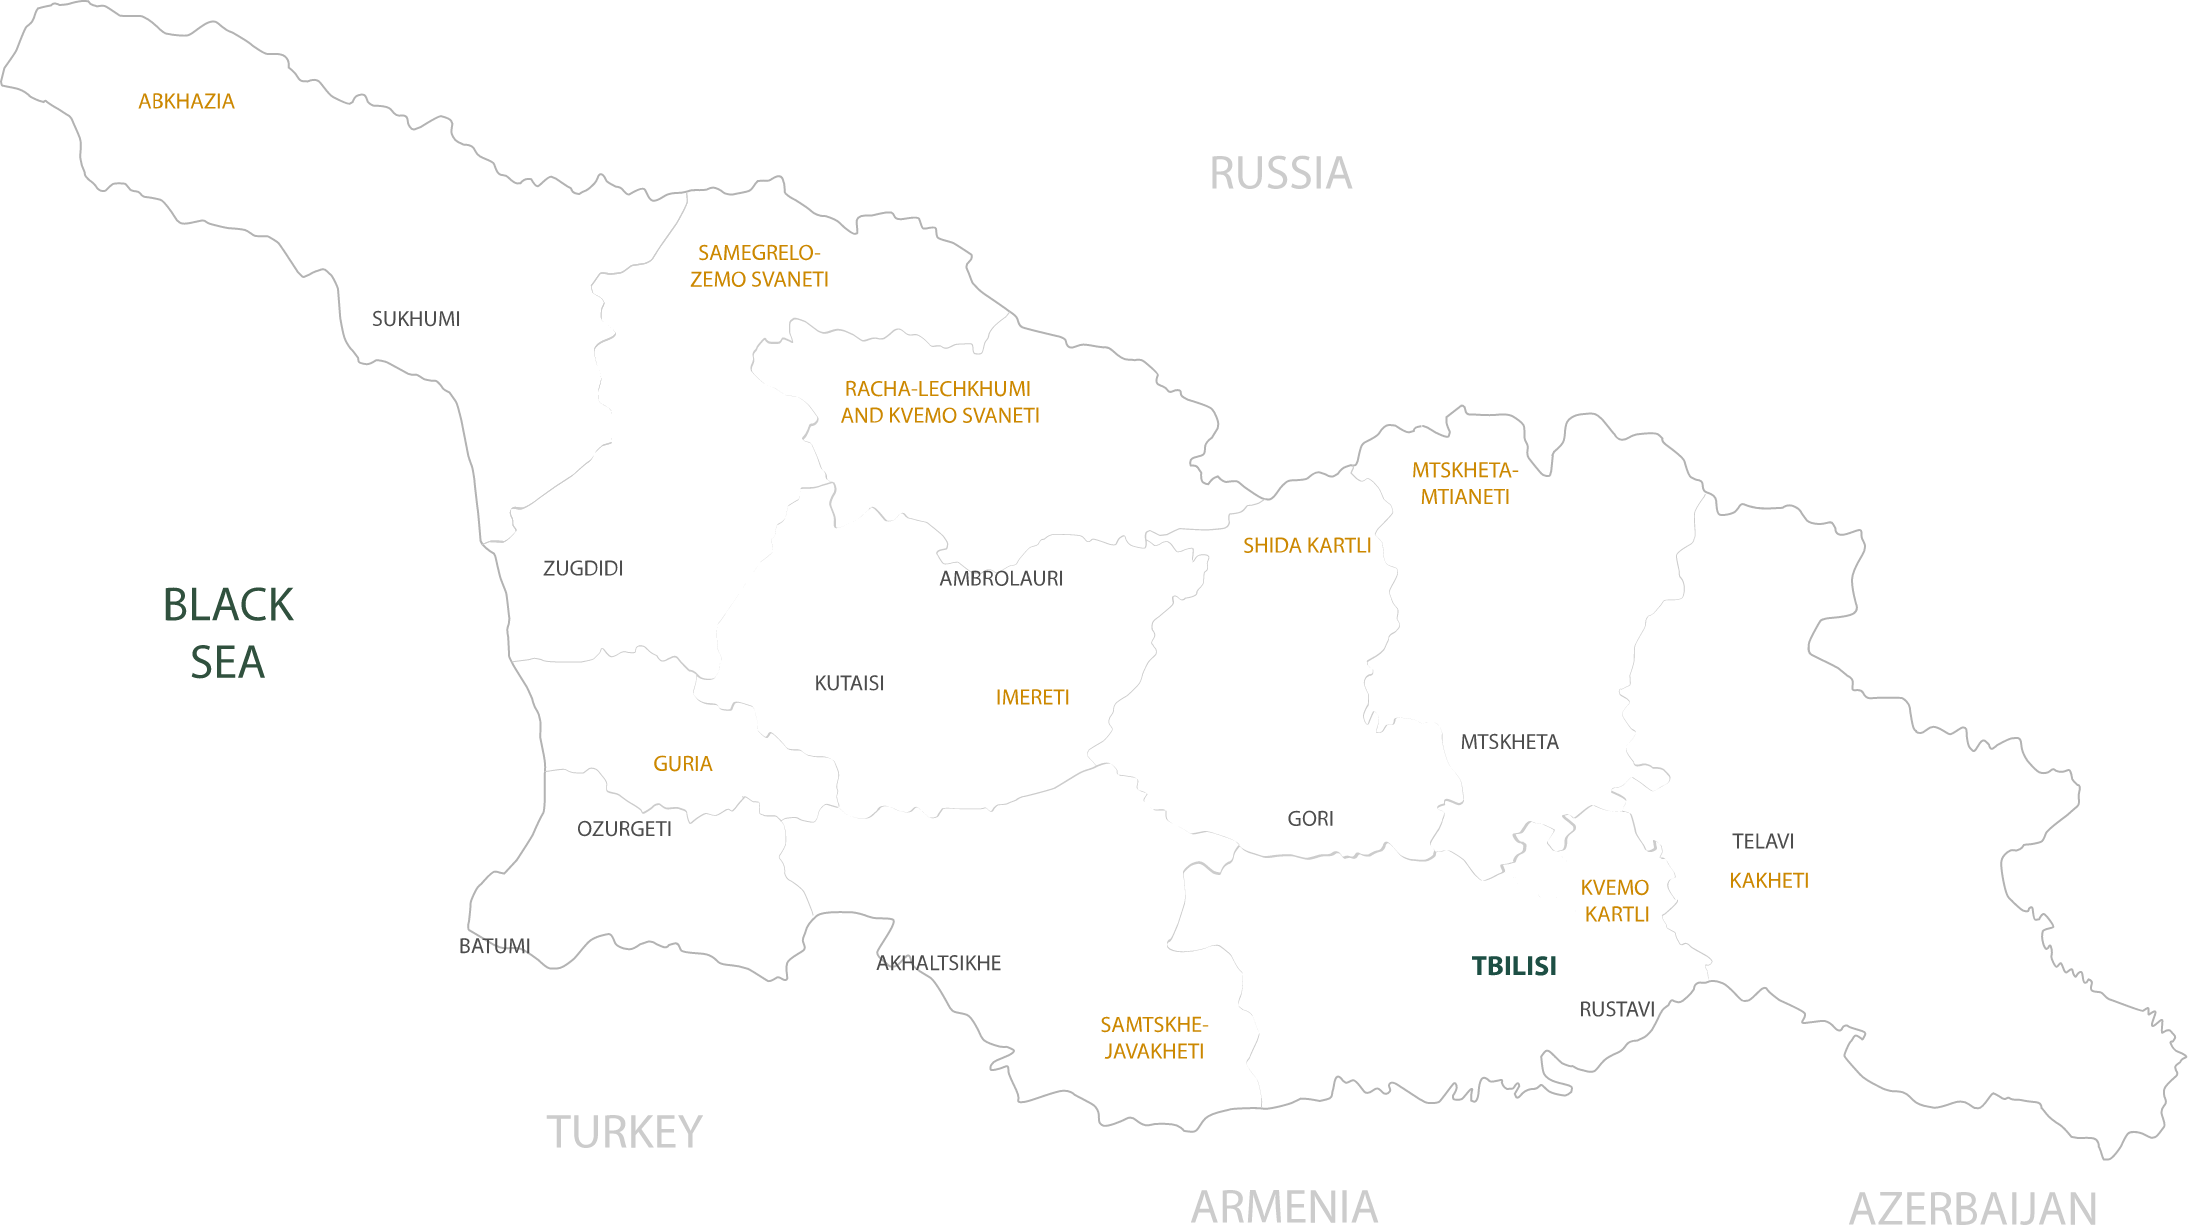 ABKHAZIA
RUSSIA
SAMEGRELO-
ZEMO SVANETI
SUKHUMI
RACHA-LECHKHUMI
AND KVEMO SVANETI
MTSKHETA-
MTIANETI
SHIDA KARTLI
ZUGDIDI
AMBROLAURI
BLACK
SEA
KUTAISI
IMERETI
MTSKHETA
GURIA
OZURGETI
GORI
TELAVI
KAKHETI
KVEMO
KARTLI
BATUMI
AKHALTSIKHE
TBILISI
RUSTAVI
SAMTSKHE-
JAVAKHETI
TURKEY
ARMENIA
AZERBAIJAN